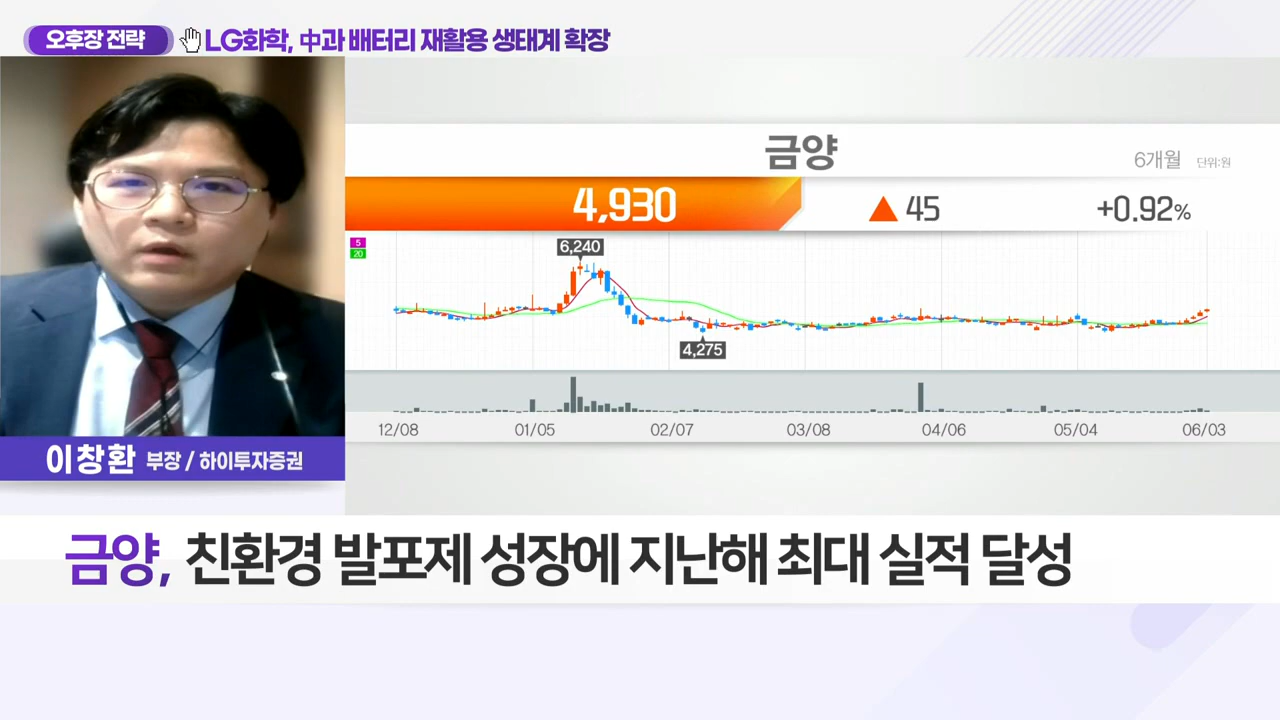 오후장 전략
LG화학, 中과 배터리 재활용 생태계 확장
금양
6개월 단위:원
4,930 ▲ 45 +0.92%
5
20
6,240
4,275
12/08 01/05 02/07 03/08 04/06 05/04 06/03
이창환 부장 / 하이투자증권
금양, 친환경 발포제 성장에 지난해 최대 실적 달성